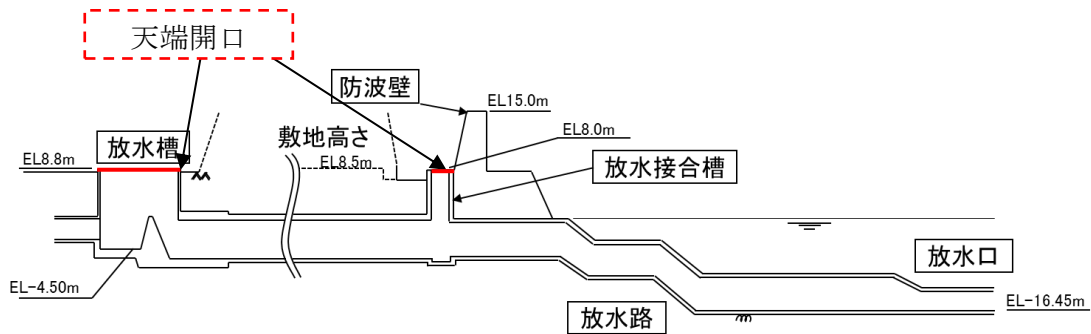 天端開口
防波壁
EL15.0m
敷地高さ
EL8.0m
放水槽
EL8.8m
EL8.5m
放水接合槽
放水口
EL-4.50m
EL-16.45m
放水路